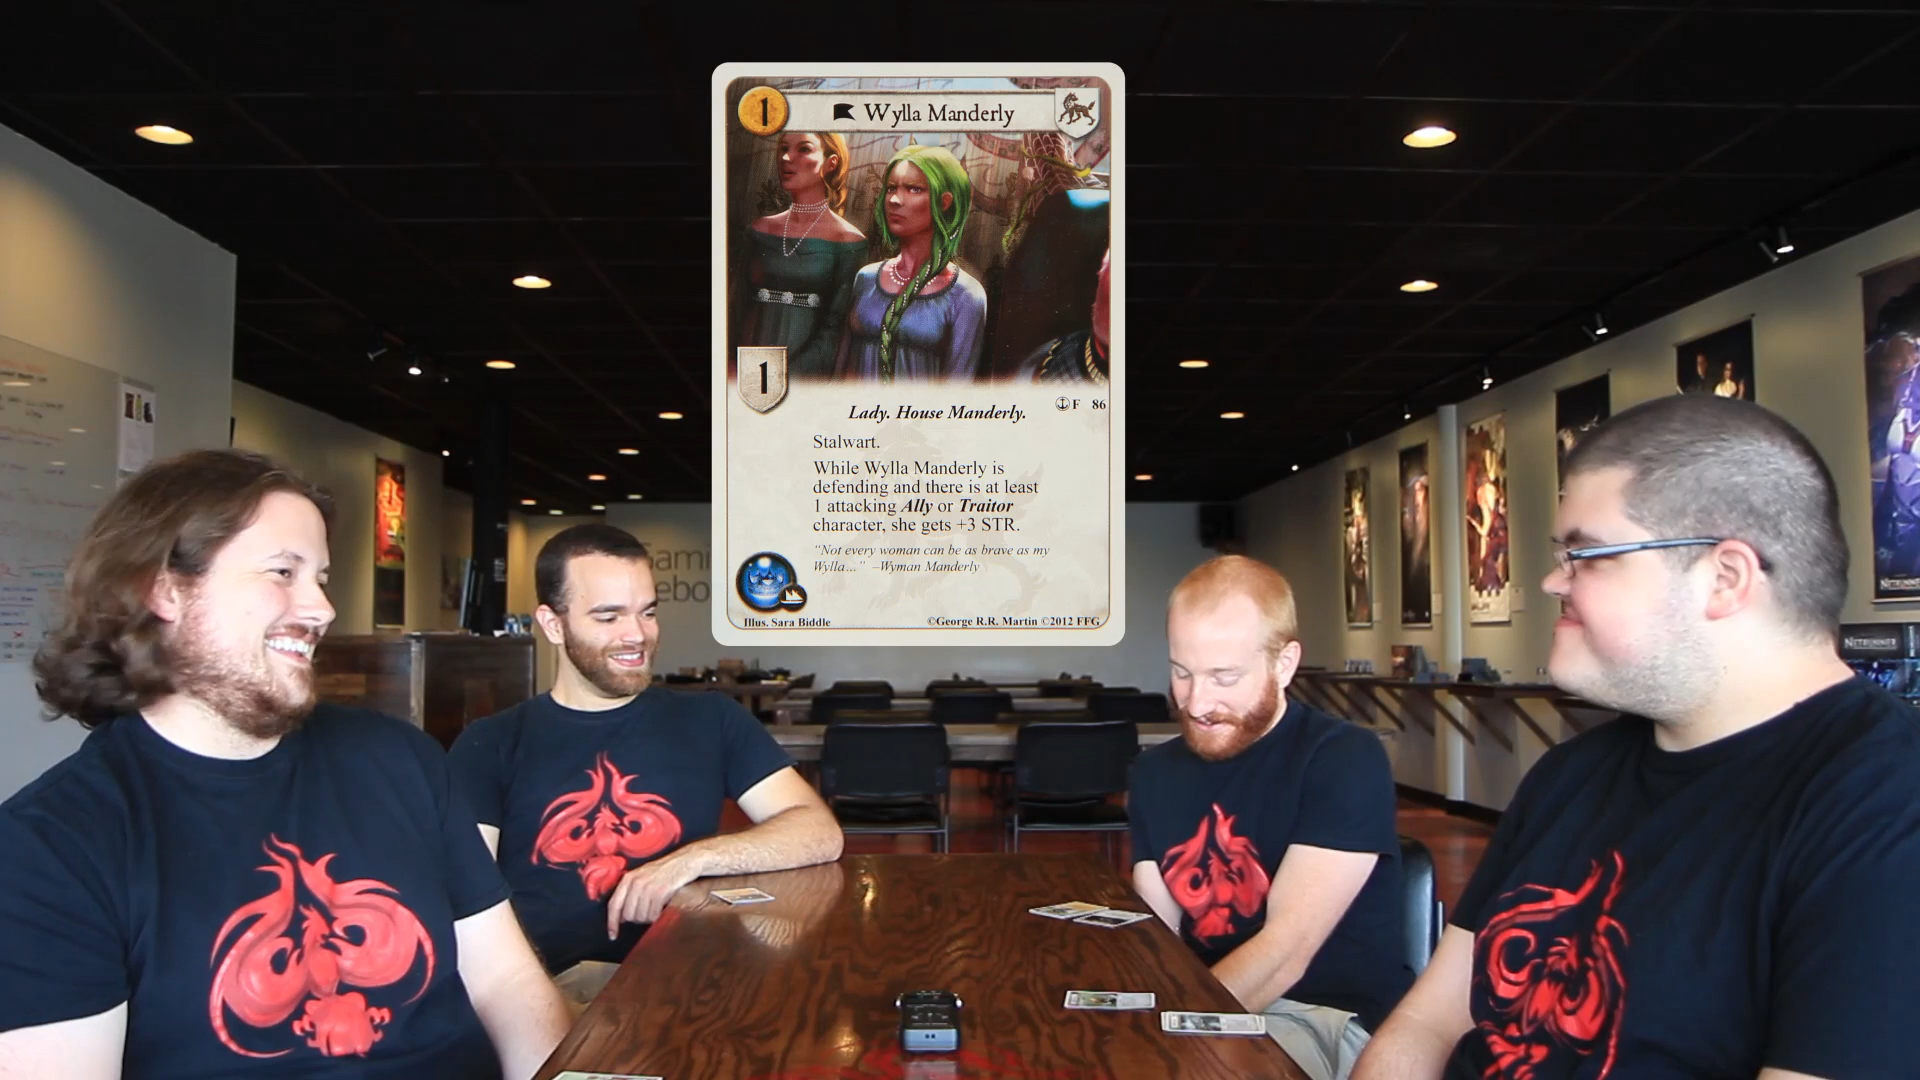 1
Wylla Manderly
1
Lady. House Manderly.
F 86
Stalwart.
While Wylla Manderly is
defending and there is at least
1 attacking Ally or Traitor
character, she gets +3 STR.
"Not every woman can be as brave as my
Wylla..." –Wyman Manderly
Illus. Sara Biddle
©George R.R. Martin ©2012 FFG
NETRUNNER
NETRUNNER